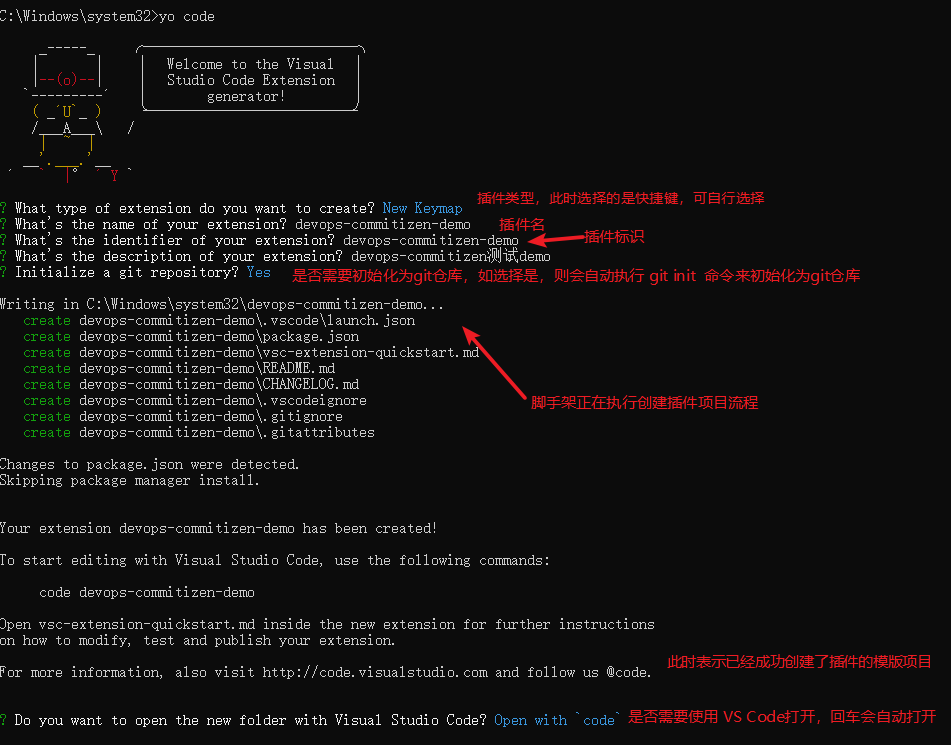 C:\Windows\system32>yo code
Welcome to the Visual
Studio Code Extension
generator!
? What type of extension do you want to create? New Keymap 插件类型，此时选择的是快捷键，可自行选择
? What's the name of your extension? devops-commitizen-demo 插件名
? What's the identifier of your extension? devops-commitizen-demo 插件标识
? What's the description of your extension? devops-commitizen测试demo
? Initialize a git repository? Yes 是否需要初始化为git仓库，如选择是，则会自动执行 git init 命令来初始化为git仓库
Writing in C:\Windows\system32\devops-commitizen-demo...
create devops-commitizen-demo\.vscode\launch.json
create devops-commitizen-demo\package.json
create devops-commitizen-demo\vsc-extension-quickstart.md
create devops-commitizen-demo\README.md
create devops-commitizen-demo\CHANGELOG.md
create devops-commitizen-demo\.vscodeignore
create devops-commitizen-demo\.gitignore
create devops-commitizen-demo\.gitattributes
脚手架正在执行创建插件项目流程
Changes to package.json were detected.
Skipping package manager install.
Your extension devops-commitizen-demo has been created!
To start editing with Visual Studio Code, use the following commands:
code devops-commitizen-demo
Open vsc-extension-quickstart.md inside the new extension for further instructions
on how to modify, test and publish your extension.
此时表示已经成功创建了插件的模版项目
For more information, also visit http://code.visualstudio.com and follow us @code.
? Do you want to open the new folder with Visual Studio Code? Open with `code` 是否需要使用 VS Code打开，回车会自动打开